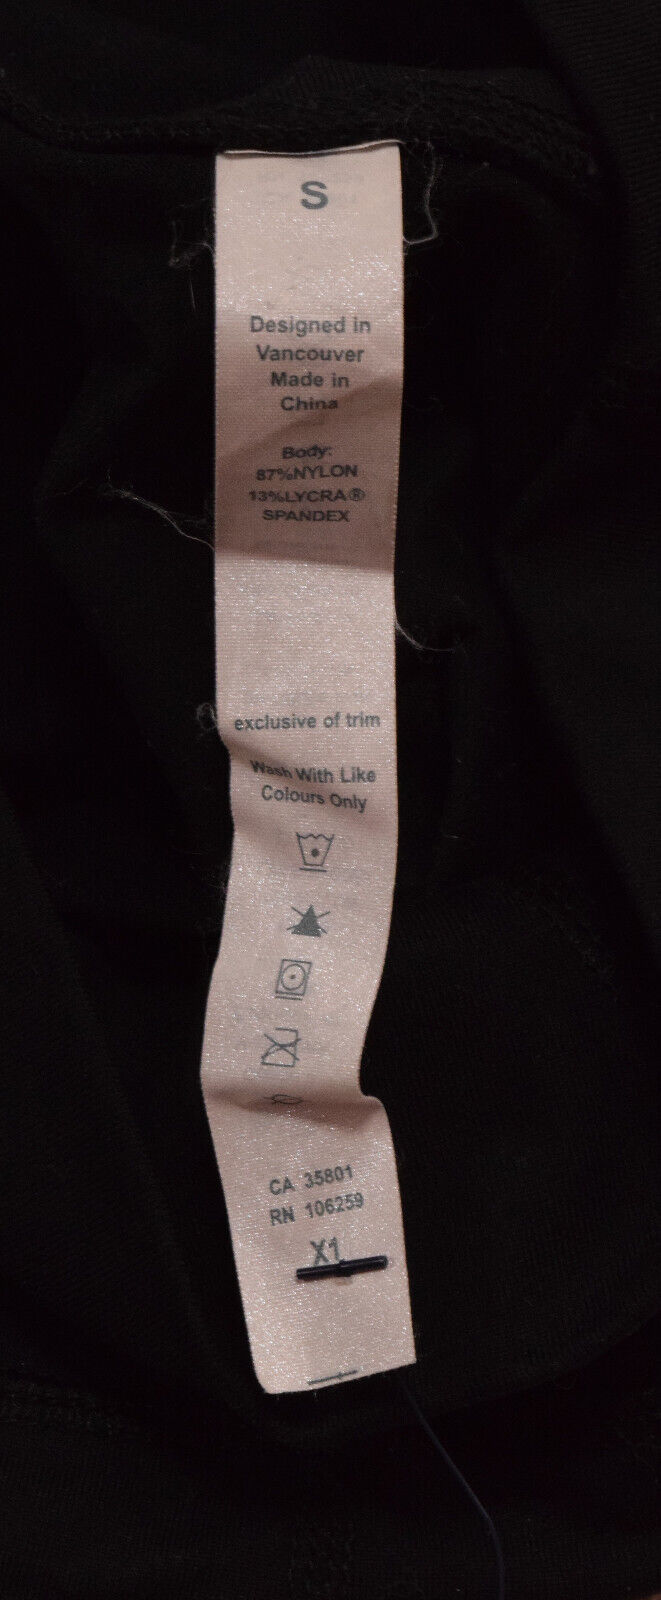 S
Designed in
Vancouver
Made in
China
Body:
87%NYLON
13%LYCRA®
SPANDEX
exclusive of trim
Wash With Like
Colours Only
CA 35801
RN 106259
X1